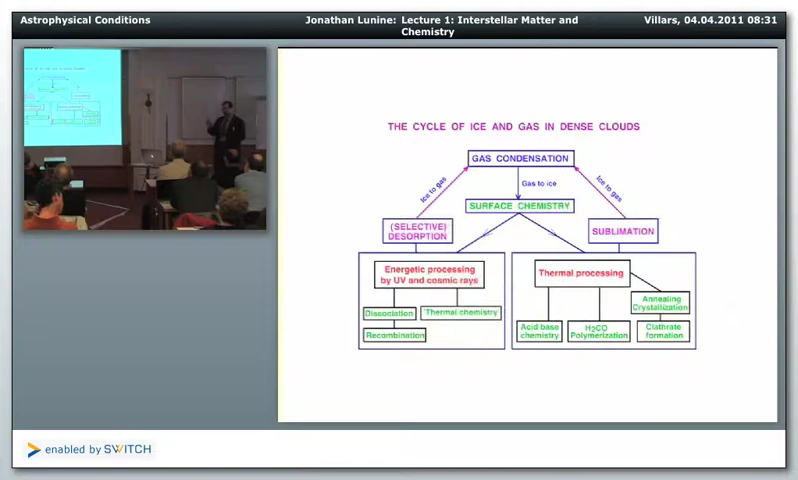 Astrophysical Conditions
Jonathan Lunine: Lecture 1: Interstellar Matter and
Chemistry
Villars, 04.04.2011 08:31
THE CYCLE OF ICE AND GAS IN DENSE CLOUDS
GAS CONDENSATION
Ice to gas
Gas to ice
Ice to gas
SURFACE CHEMISTRY
(SELECTIVE)
DESORPTION
SUBLIMATION
Energetic processing
by UV and cosmic rays
Thermal processing
Dissociation
Thermal chemistry
Recombination
Annealing
Crystallization
Acid base
chemistry
H2CO
Polymerization
Clathrate
formation
enabled by SWITCH